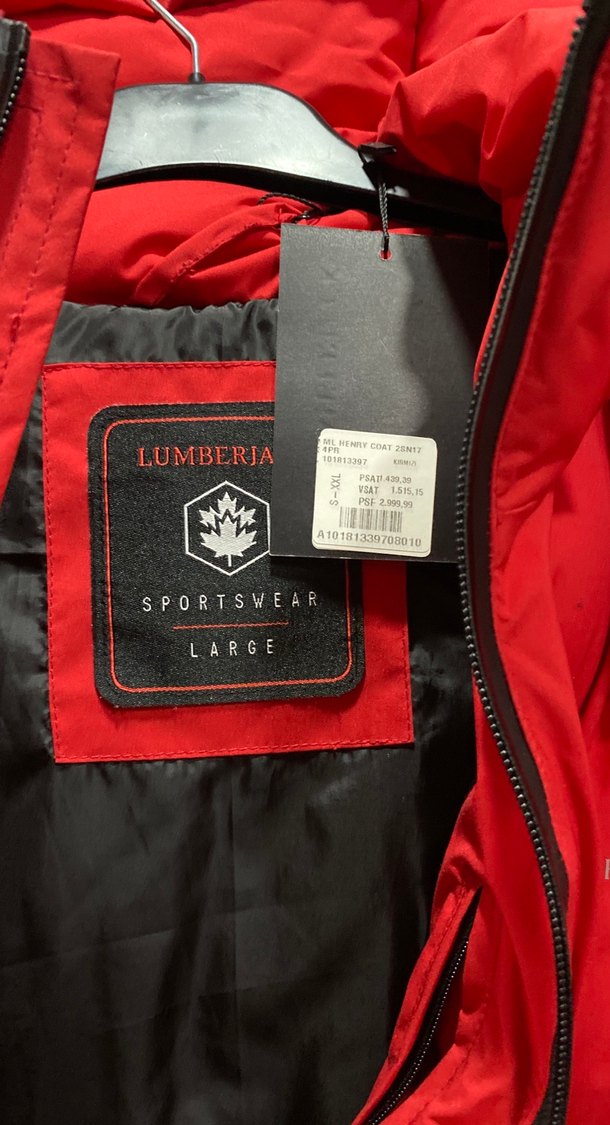 LUMBERJA
SPORTSWEAR
LARGE
ML HENRY COAT 2SN17
4PR
101813397 KIRMIZI
S-XXL
PSAT 1.439,39
VSAT 1.515,15
PSF 2.999,99
A10181339708010